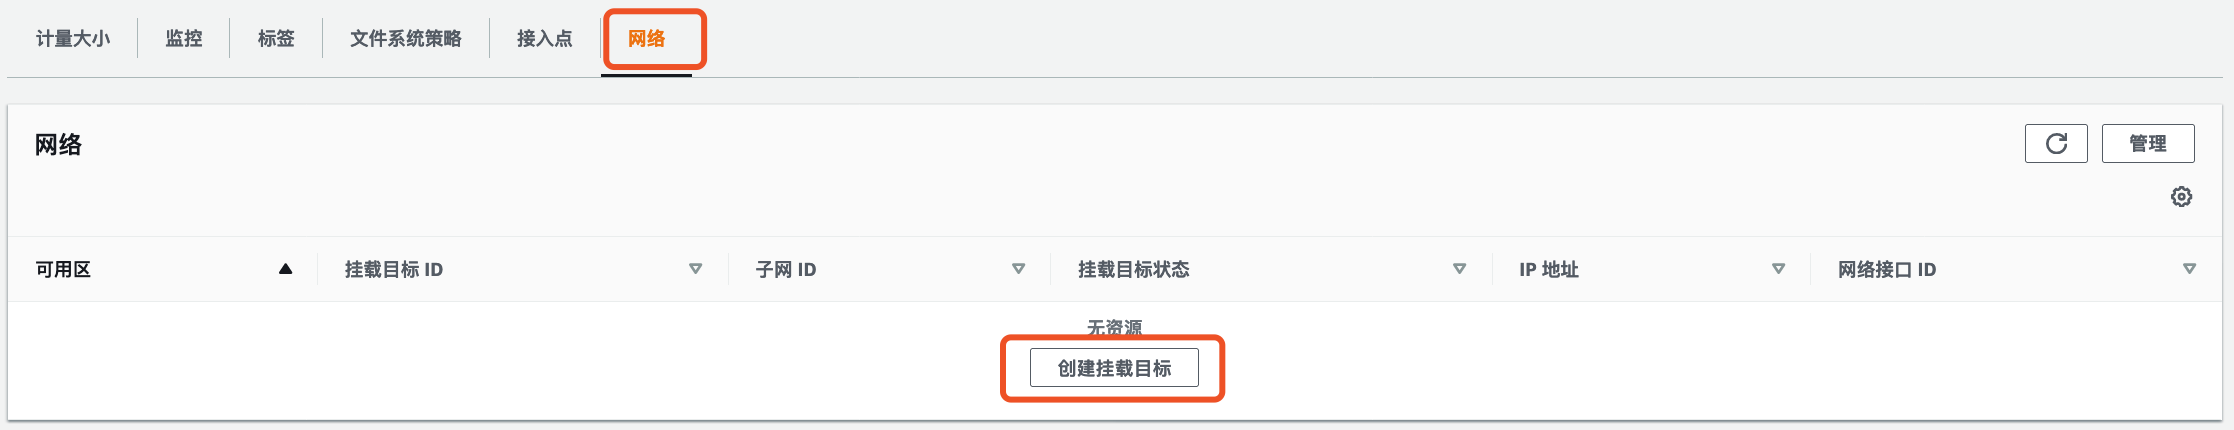 计量大小 监控 标签 文件系统策略 接入点 网络
网络 管理
可用区 挂载目标 ID 子网 ID 挂载目标状态 IP 地址 网络接口 ID
无资源
创建挂载目标